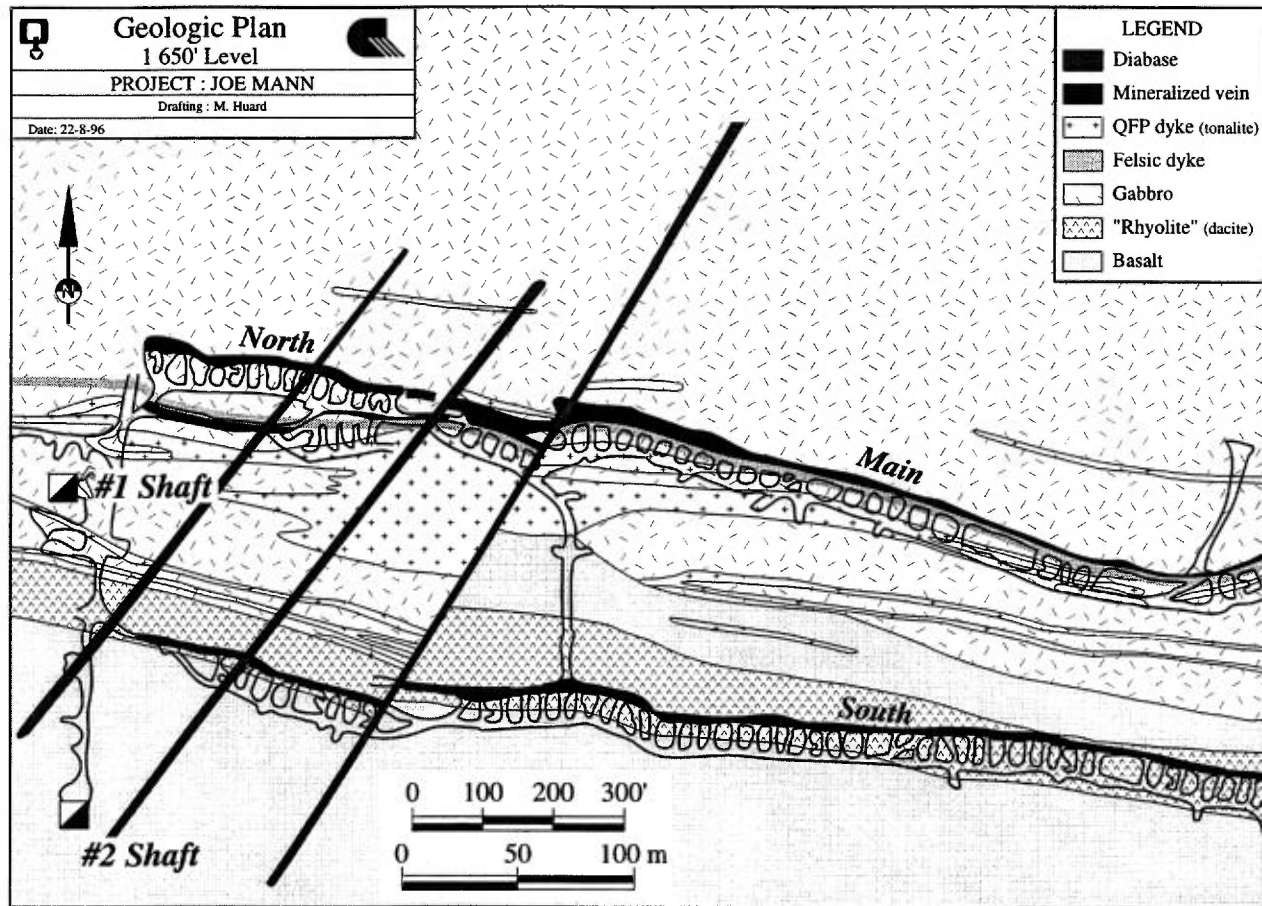 Geologic Plan
1 650' Level
PROJECT : JOE MANN
Drafting : M. Huard
Date: 22-8-96
LEGEND
Diabase
Mineralized vein
QFP dyke (tonalite)
Felsic dyke
Gabbro
"Rhyolite" (dacite)
Basalt
N
North
Main
#1 Shaft
South
#2 Shaft
0 100 200 300'
0 50 100 m